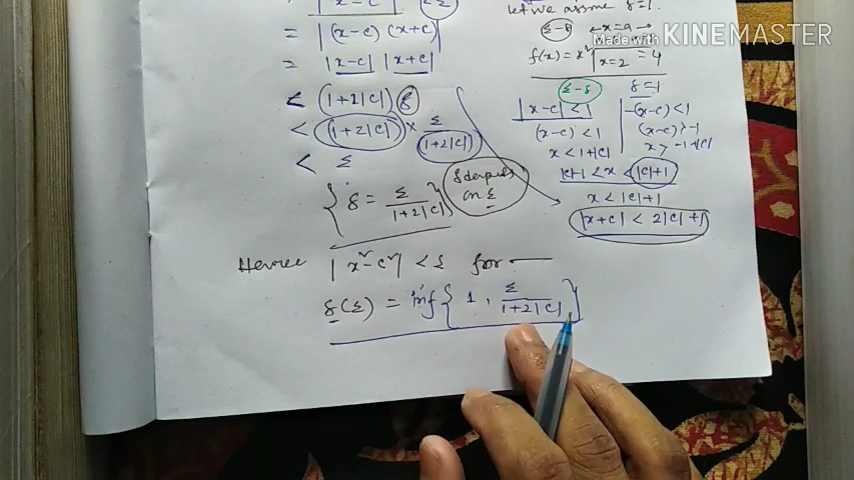 |x-c|
= |(x-c) (x+c)|
= |x-c| |x+c|
< (1+2|c|) δ
< (1+2|c|) × ε/(1+2|c|)
< ε
{ δ = ε/(1+2|c|) }
δ depends on ε
Hence |x²-c²| < ε for
δ(ε) = inf { 1, ε/(1+2|c|) }
let we assume δ=1.
ε-δ
f(x) = x² | x=2 = 4
Made with KINEMASTER
ε-δ
δ=1
|x-c| < 1
(x-c) < 1
x < 1+|c|
-(x-c) < 1
(x-c) > -1
x > -1+|c|
|c|+1 < x < |c|+1
x < |c|+1
|x+c| < 2|c|+1